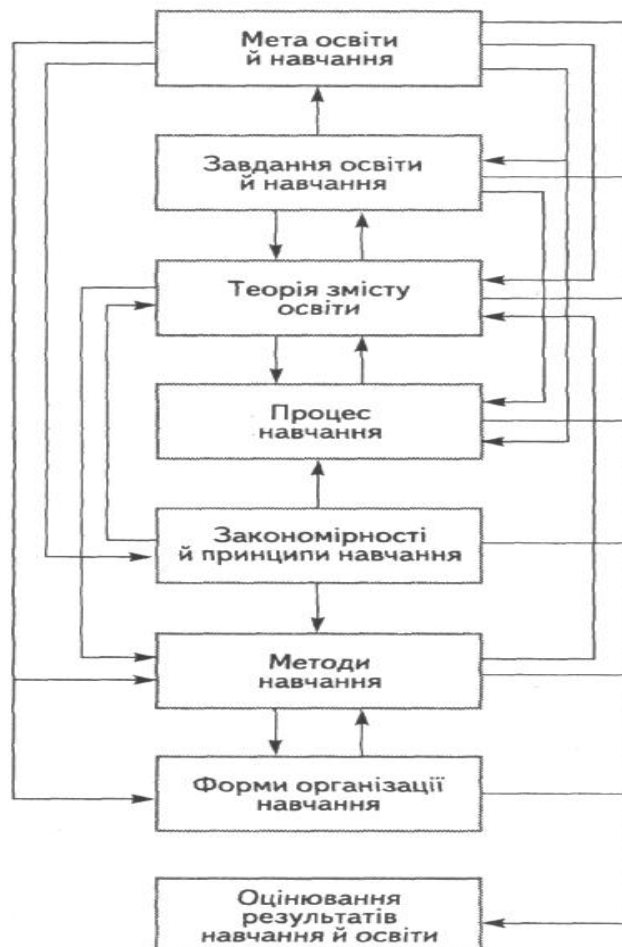 Мета освіти
й навчання
Завдання освіти
й навчання
Теорія змісту
освіти
Процес
навчання
Закономірності
й принципи навчання
Методи
навчання
Форми організації
навчання
Оцінювання
результатів
навчання й освіти